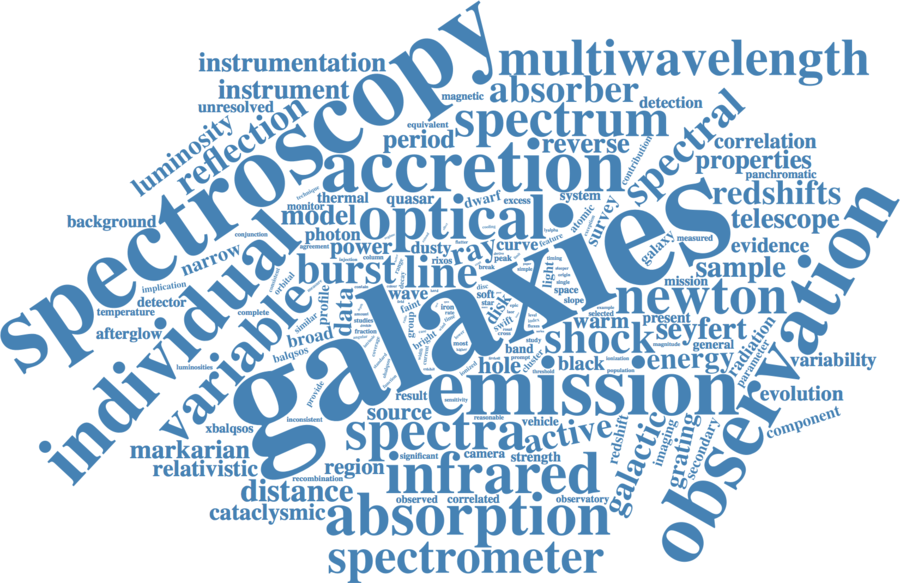 spectroscopy
instrumentation
multiwavelength
instrument
magnetic
absorber
detection
unresolved
reflection
equivalent
spectrum
spectral
luminosity
period
reverse
contribution
correlation
accretion
properties
panchromatic
technique
thermal
quasar
dwarf
excess
system
redshifts
monitor
model
optical
atomic
survey
telescope
background
individual
photon
feature
galaxy
measured
conjunction
agreement
power
dusty
ray
curve
evidence
narrow
column
rixos
peak
light
timing
sample
burst
line
break
simple
single
mission
implication
orbital
wave
soft
disc
space
newton
detector
profile
data
faint
iron
star
disk
slope
selected
temperature
complete
variable
similar
group
swift
warm
present
seyfert
observation
afterglow
broad
bright
galaxies
shock
magnitude
general
radiation
balqsos
fraction
most
study
band
cluster
hole
black
ionization
energy
parameter
variability
luminosities
provide
result
sensitivity
emission
threshold
population
prompt
evolution
xbalqsos
inconsistent
source
reasonable
vehicle
component
markarian
spectra
active
redshift
galactic
imaging
grating
secondary
relativistic
region
significant
camera
strength
recombination
infrared
distance
observed
correlated
observatory
cataclysmic
absorption
spectrometer